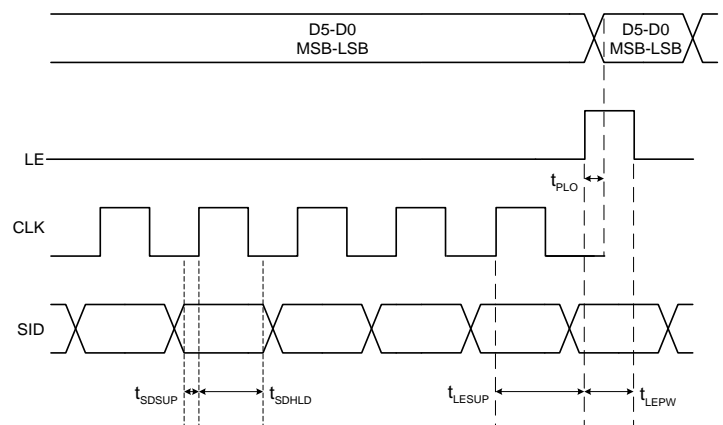 D5-D0
MSB-LSB
D5-D0
MSB-LSB
LE
tPLO
CLK
SID
tSDSUP
tSDHLD
tLESUP
tLEPW